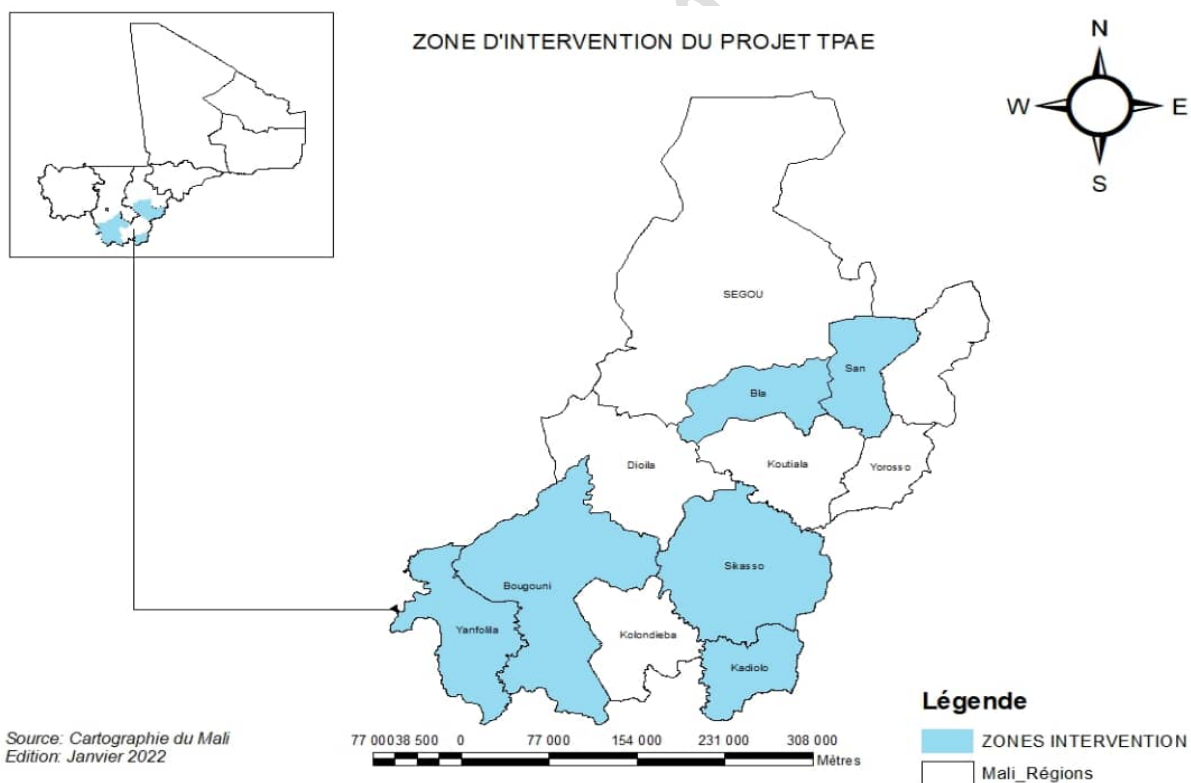 ZONE D'INTERVENTION DU PROJET TPAE
N
W
E
S
SEGOU
San
Bla
Dioila
Koutiala
Yorosso
Sikasso
Bougouni
Yanfolila
Kolondieba
Kadiolo
Légende
ZONES INTERVENTION
Mali_Régions
Source: Cartographie du Mali
Edition: Janvier 2022
77 00038 500 0 77 000 154 000 231 000 308 000
Mètres